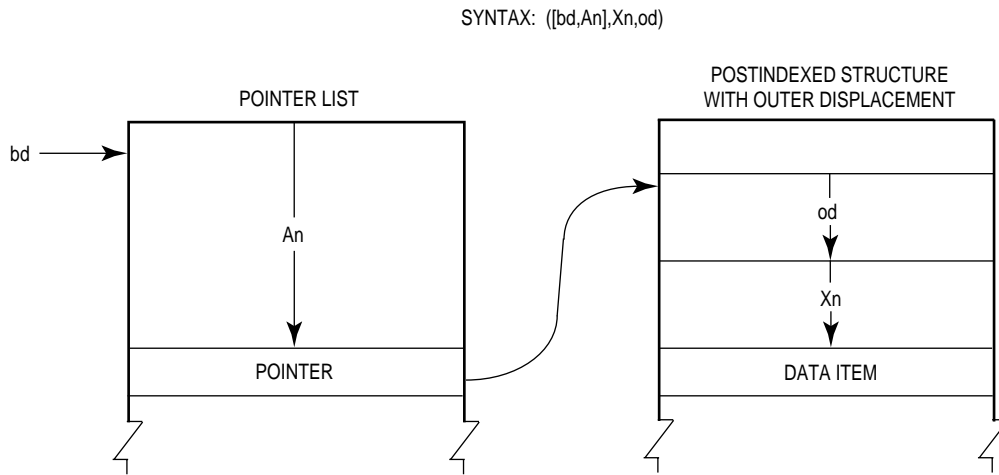 SYNTAX: ([bd,An],Xn,od)
POINTER LIST
bd
An
POINTER
POSTINDEXED STRUCTURE
WITH OUTER DISPLACEMENT
od
Xn
DATA ITEM